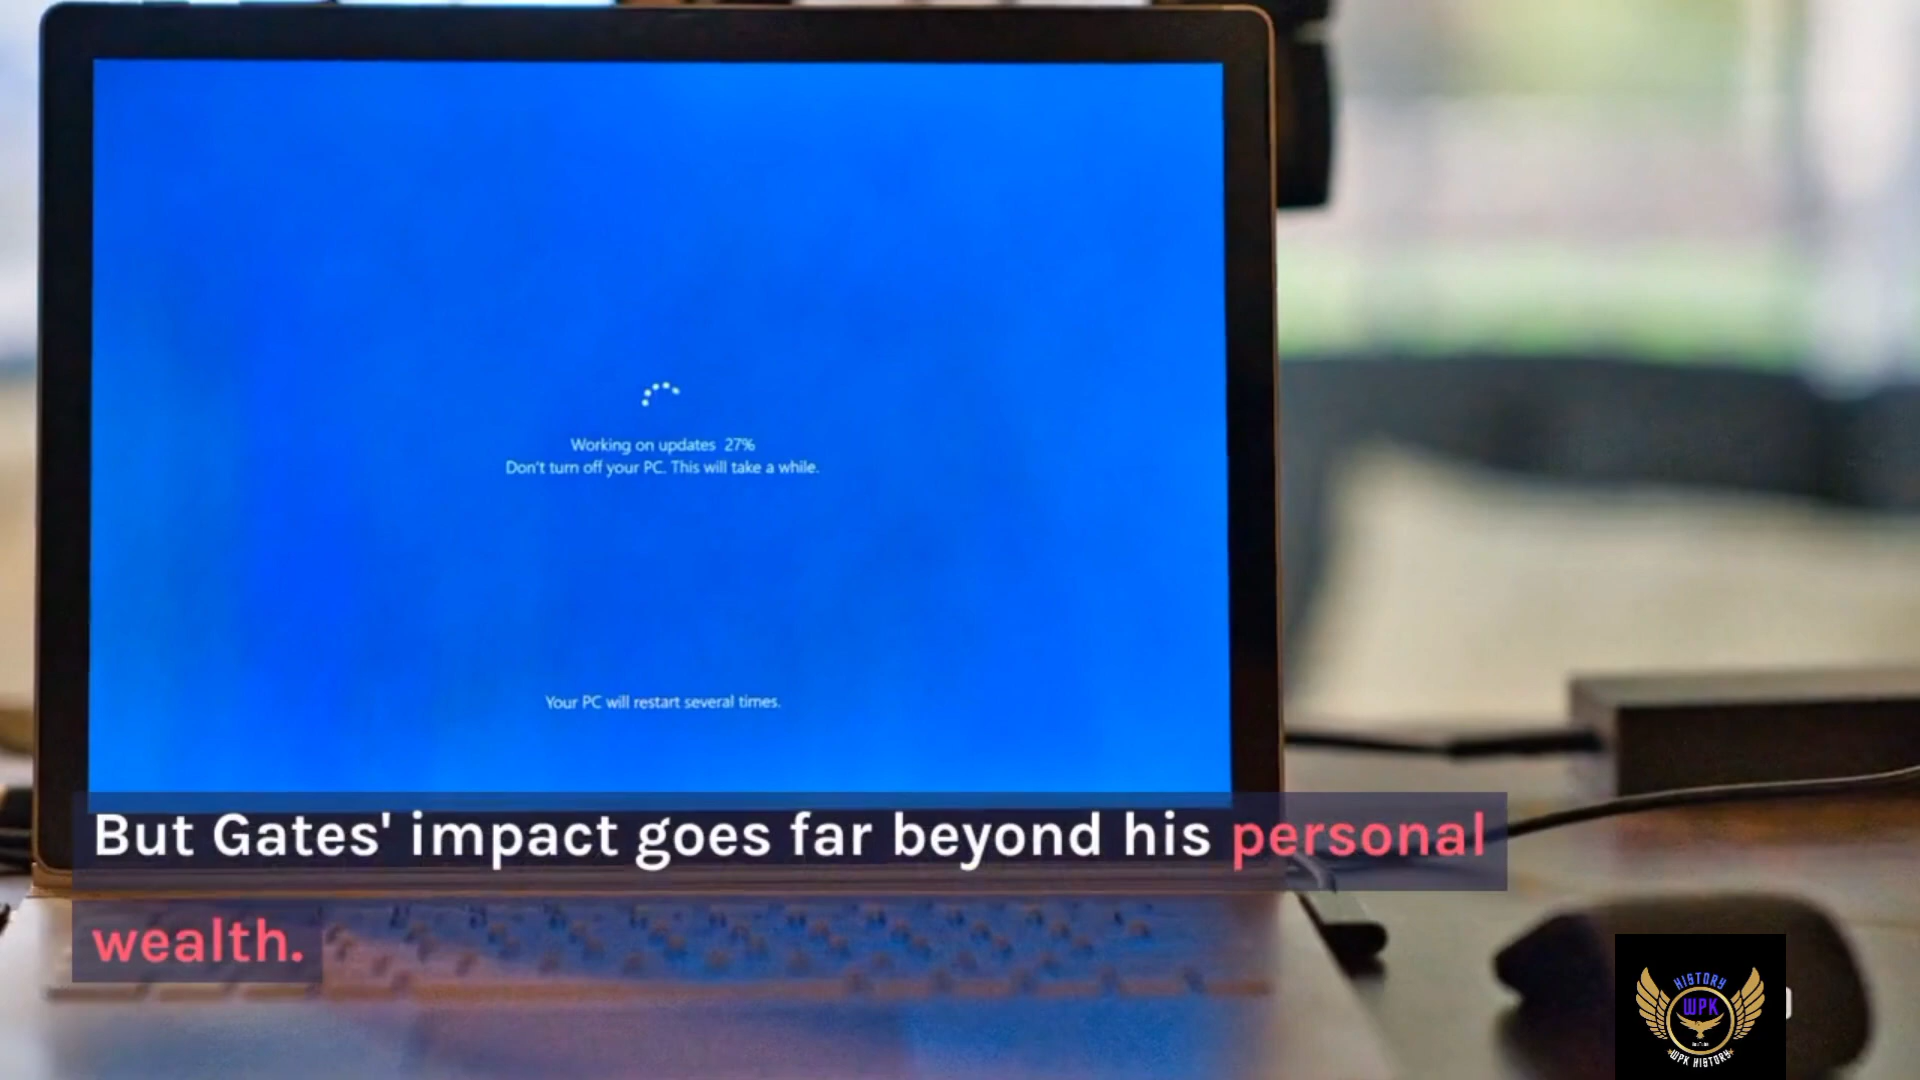 Working on updates 27%
Don't turn off your PC. This will take a while.
Your PC will restart several times.
But Gates' impact goes far beyond his personal
wealth.
HISTORY
WPK
WPK HISTORY